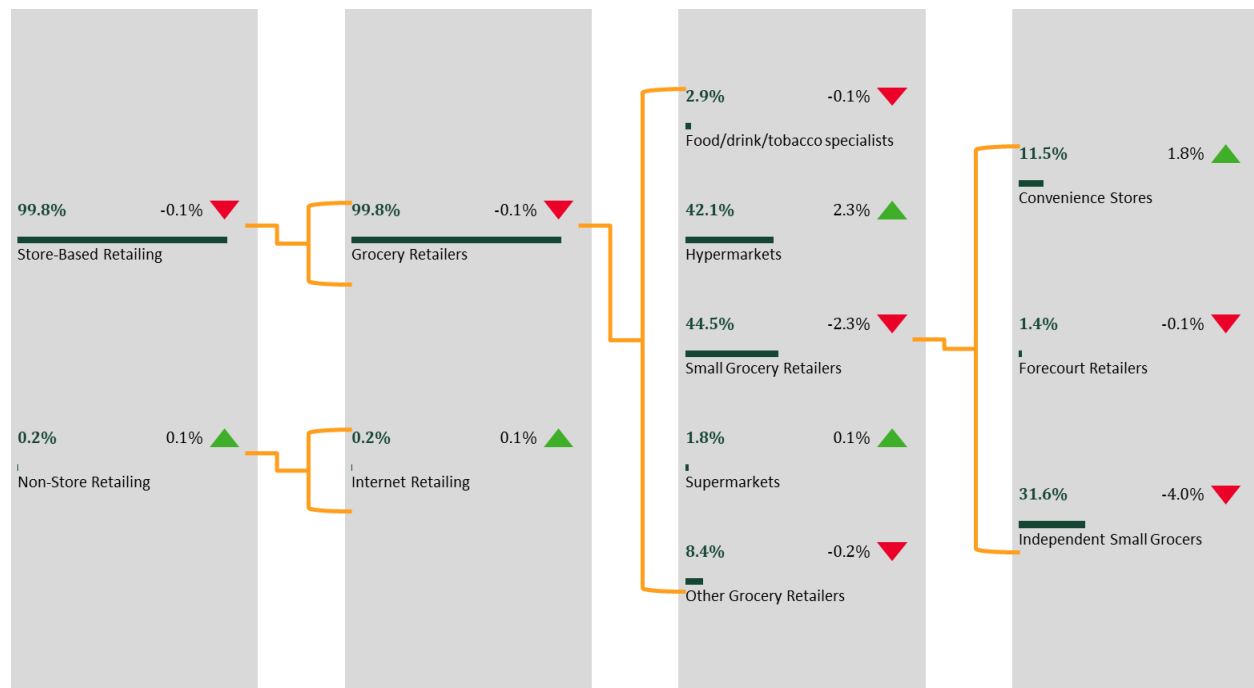 99.8% -0.1%
Store-Based Retailing
0.2% 0.1%
Non-Store Retailing
99.8% -0.1%
Grocery Retailers
0.2% 0.1%
Internet Retailing
2.9% -0.1%
Food/drink/tobacco specialists
42.1% 2.3%
Hypermarkets
44.5% -2.3%
Small Grocery Retailers
1.8% 0.1%
Supermarkets
8.4% -0.2%
Other Grocery Retailers
11.5% 1.8%
Convenience Stores
1.4% -0.1%
Forecourt Retailers
31.6% -4.0%
Independent Small Grocers